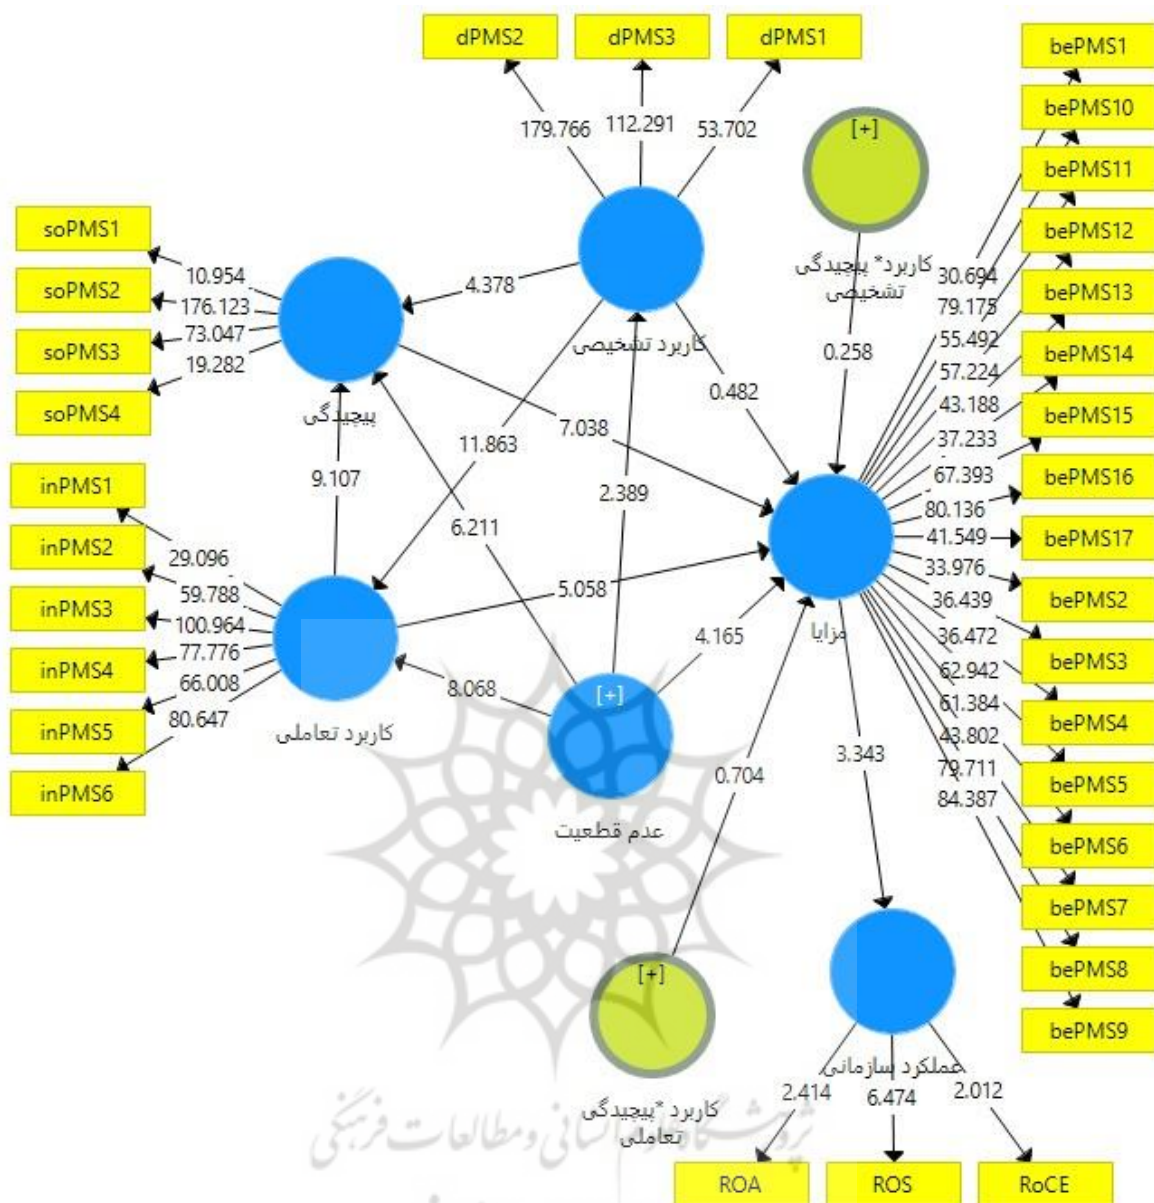 dPMS2
dPMS3
dPMS1
179.766
112.291
53.702
[+]
کاربرد* پیچیدگی
تشخیصی
0.258
soPMS1
soPMS2
soPMS3
soPMS4
10.954
176.123
73.047
19.282
پیچیدگی
4.378
کاربرد تشخیصی
0.482
7.038
11.863
9.107
6.211
2.389
inPMS1
inPMS2
inPMS3
inPMS4
inPMS5
inPMS6
29.096
59.788
100.964
77.776
66.008
80.647
کاربرد تعاملی
5.058
8.068
4.165
[+]
عدم قطعیت
مزایا
0.704
3.343
bePMS1
bePMS10
bePMS11
bePMS12
bePMS13
bePMS14
bePMS15
bePMS16
bePMS17
bePMS2
bePMS3
bePMS4
bePMS5
bePMS6
bePMS7
bePMS8
bePMS9
30.694
79.175
55.492
57.224
43.188
37.233
67.393
80.136
41.549
33.976
36.439
36.472
62.942
61.384
43.802
79.711
84.387
[+]
کاربرد *پیچیدگی
تعاملی
عملکرد سازمانی
2.414
6.474
2.012
ROA
ROS
RoCE
پژوهشگاه علوم انسانی و مطالعات فرهنگی